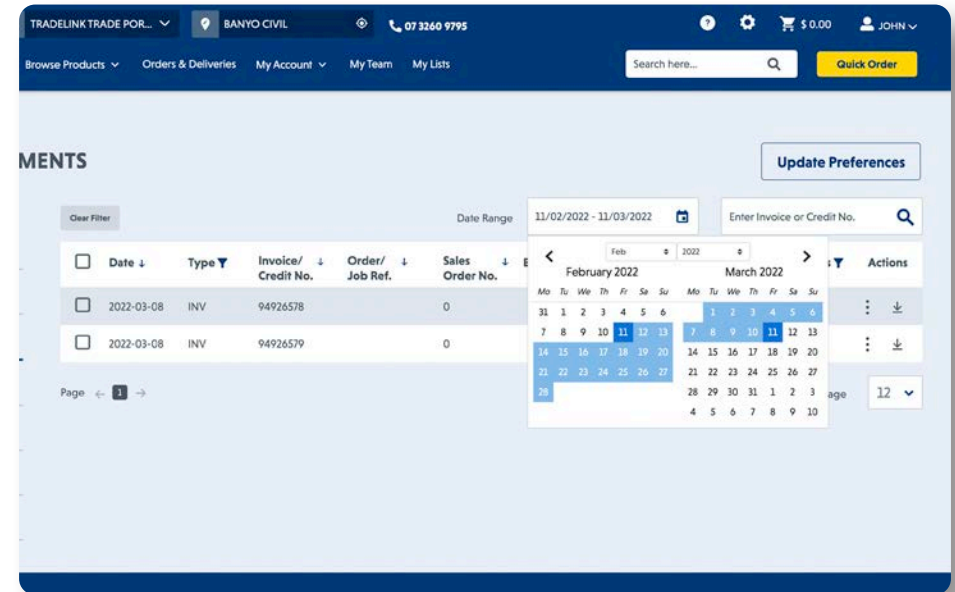 TRADELINK TRADE POR... BANYO CIVIL 07 3260 9795 ? $ 0.00 JOHN
Browse Products Orders & Deliveries My Account My Team My Lists Search here... Quick Order
MENTS Update Preferences
Clear Filter Date Range 11/02/2022 - 11/03/2022 Enter Invoice or Credit No.
Date Type Invoice/ Credit No. Order/ Job Ref. Sales Order No. Actions
2022-03-08 INV 94926578 0
2022-03-08 INV 94926579 0
Page 1 age 12
Feb 2022
February 2022 March 2022
Mo Tu We Th Fr Sa Su Mo Tu We Th Fr Sa Su
31 1 2 3 4 5 6 1 2 3 4 5 6
7 8 9 10 11 12 13 7 8 9 10 11 12 13
14 15 16 17 18 19 20 14 15 16 17 18 19 20
21 22 23 24 25 26 27 21 22 23 24 25 26 27
28 28 29 30 31 1 2 3
4 5 6 7 8 9 10